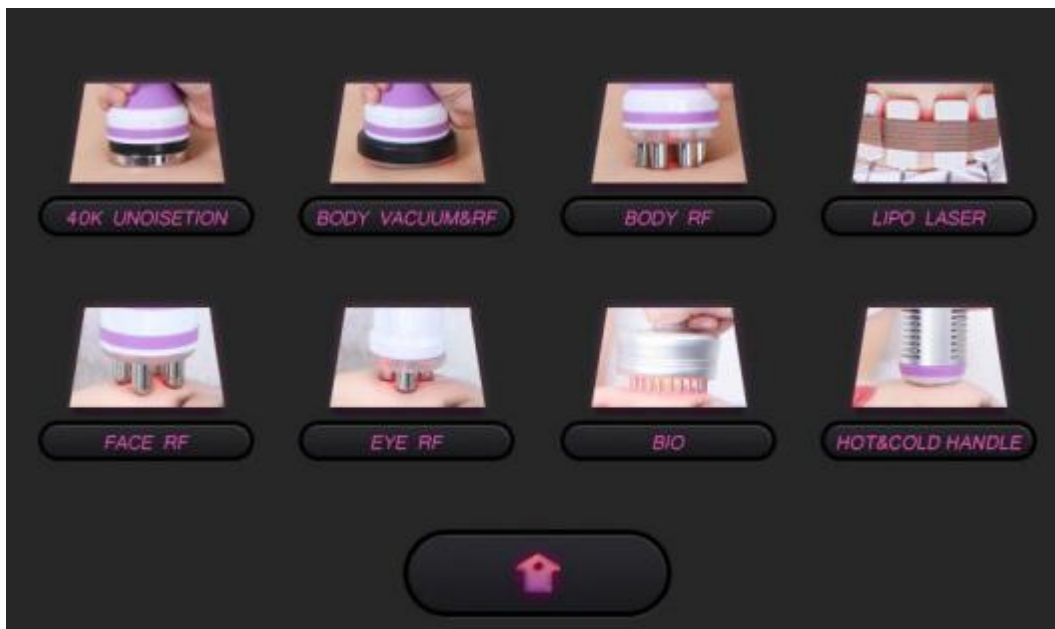 40K UNOISETION
BODY VACUUM&RF
BODY RF
LIPO LASER
FACE RF
EYE RF
BIO
HOT&COLD HANDLE